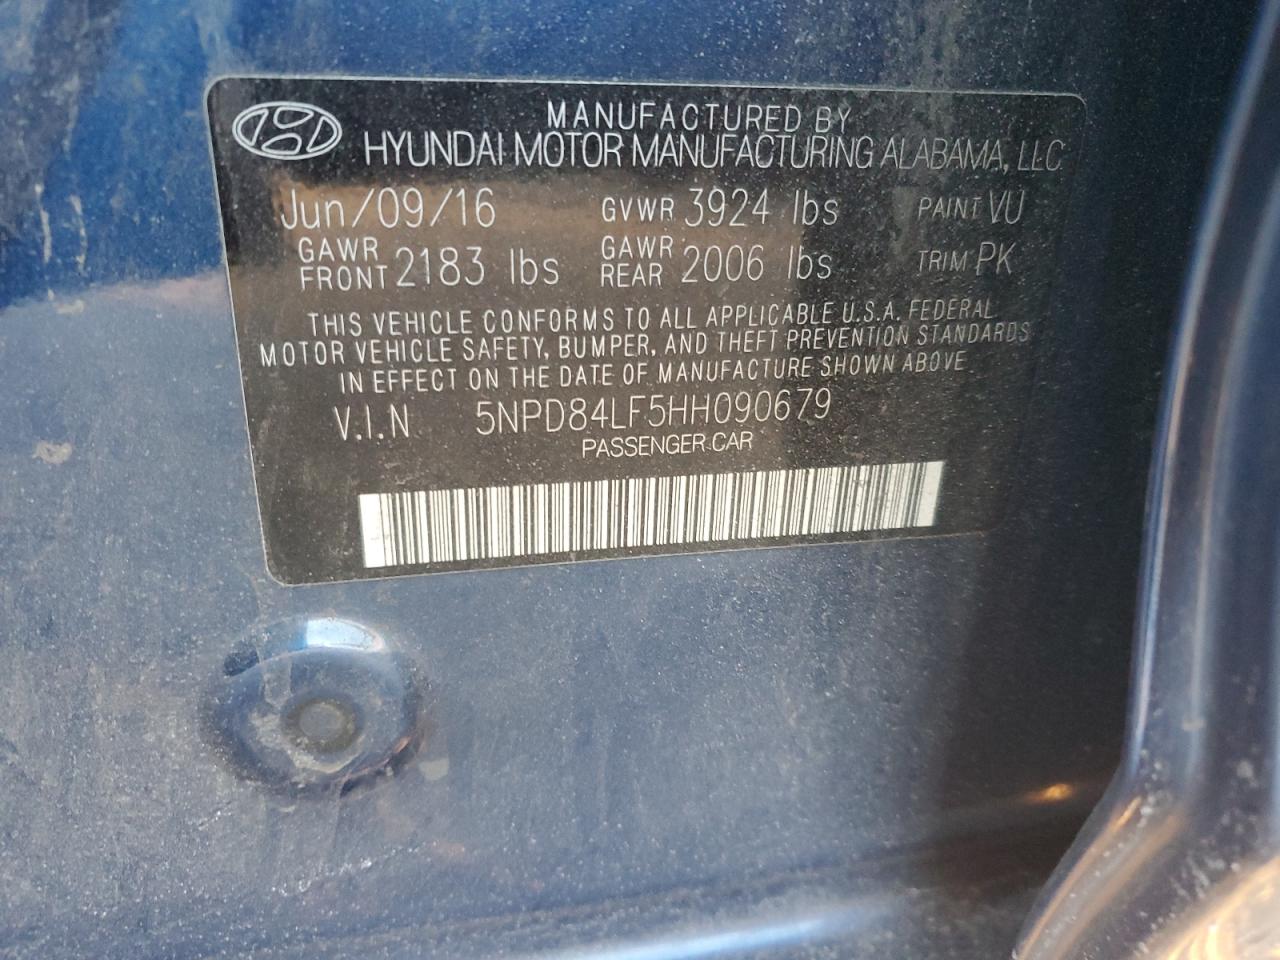 MANUFACTURED BY
HYUNDAI MOTOR MANUFACTURING ALABAMA, LLC
Jun/09/16 GVWR 3924 lbs PAINT VU
GAWR FRONT 2183 lbs GAWR REAR 2006 lbs TRIM PK
THIS VEHICLE CONFORMS TO ALL APPLICABLE U.S.A. FEDERAL
MOTOR VEHICLE SAFETY, BUMPER, AND THEFT PREVENTION STANDARDS
IN EFFECT ON THE DATE OF MANUFACTURE SHOWN ABOVE
V.I.N 5NPD84LF5HH090679
PASSENGER CAR